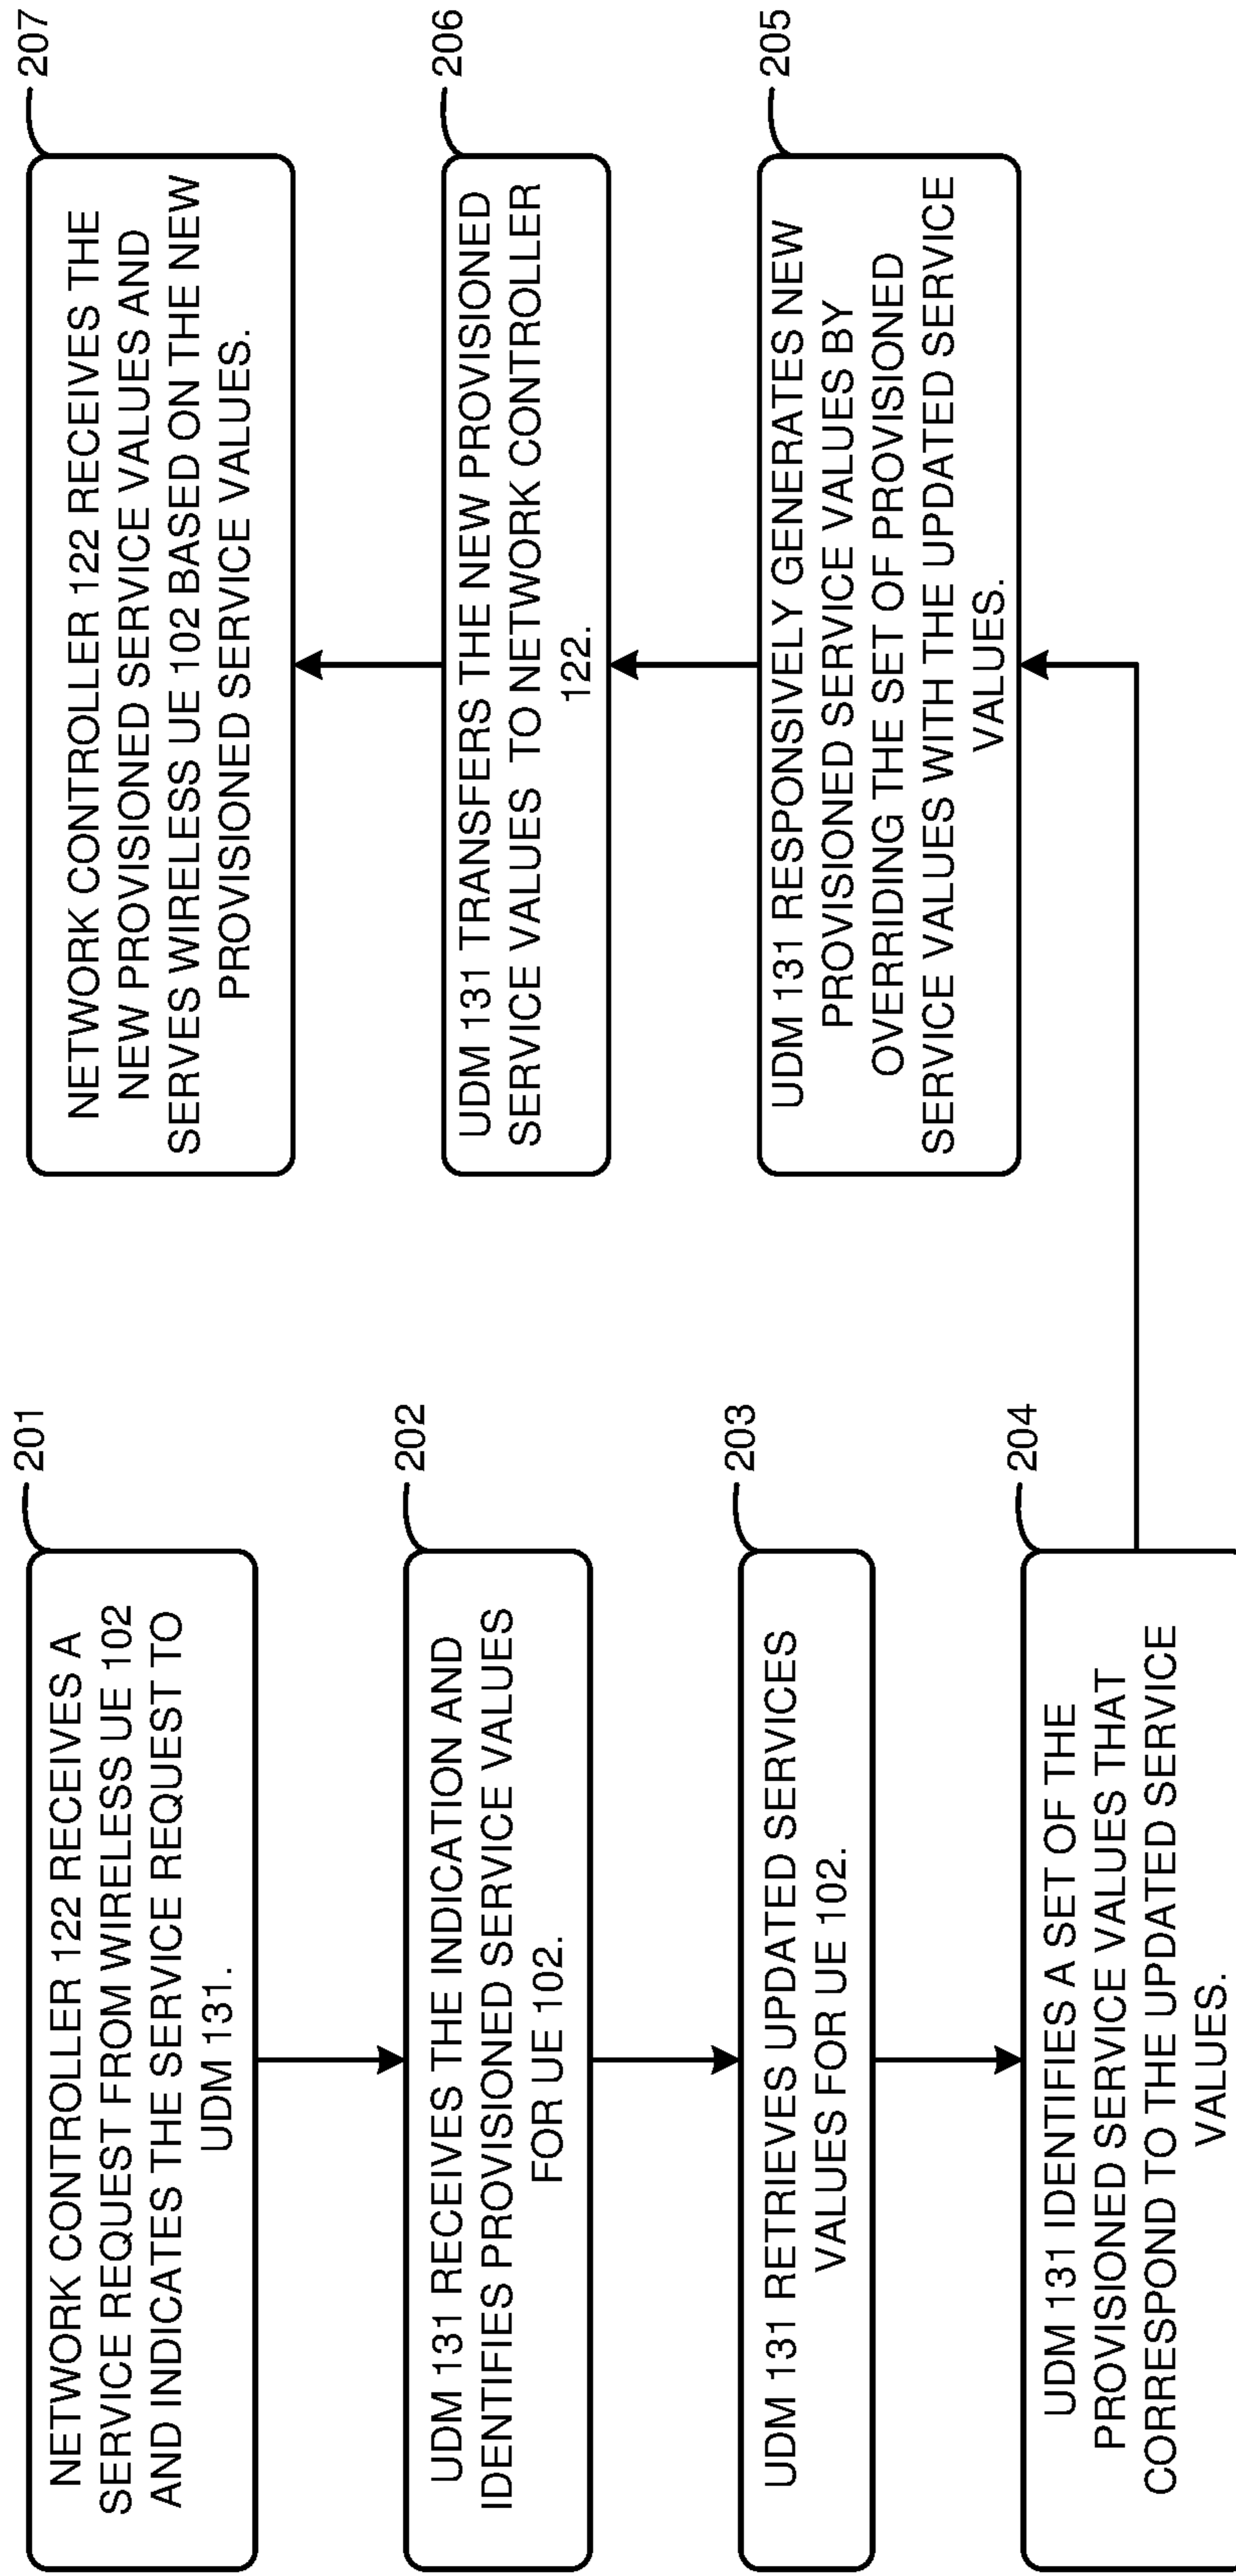 201
NETWORK CONTROLLER 122 RECEIVES A
SERVICE REQUEST FROM WIRELESS UE 102
AND INDICATES THE SERVICE REQUEST TO
UDM 131.
202
UDM 131 RECEIVES THE INDICATION AND
IDENTIFIES PROVISIONED SERVICE VALUES
FOR UE 102.
203
UDM 131 RETRIEVES UPDATED SERVICES
VALUES FOR UE 102.
204
UDM 131 IDENTIFIES A SET OF THE
PROVISIONED SERVICE VALUES THAT
CORRESPOND TO THE UPDATED SERVICE
VALUES.
205
UDM 131 RESPONSIVELY GENERATES NEW
PROVISIONED SERVICE VALUES BY
OVERRIDING THE SET OF PROVISIONED
SERVICE VALUES WITH THE UPDATED SERVICE
VALUES.
206
UDM 131 TRANSFERS THE NEW PROVISIONED
SERVICE VALUES TO NETWORK CONTROLLER
122.
207
NETWORK CONTROLLER 122 RECEIVES THE
NEW PROVISIONED SERVICE VALUES AND
SERVES WIRELESS UE 102 BASED ON THE NEW
PROVISIONED SERVICE VALUES.